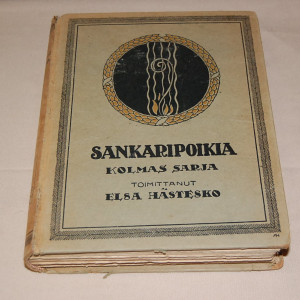 SANKARIPOIKIA
KOLMAS SARJA
TOIMITTANUT
ELSA HÄSTESKO